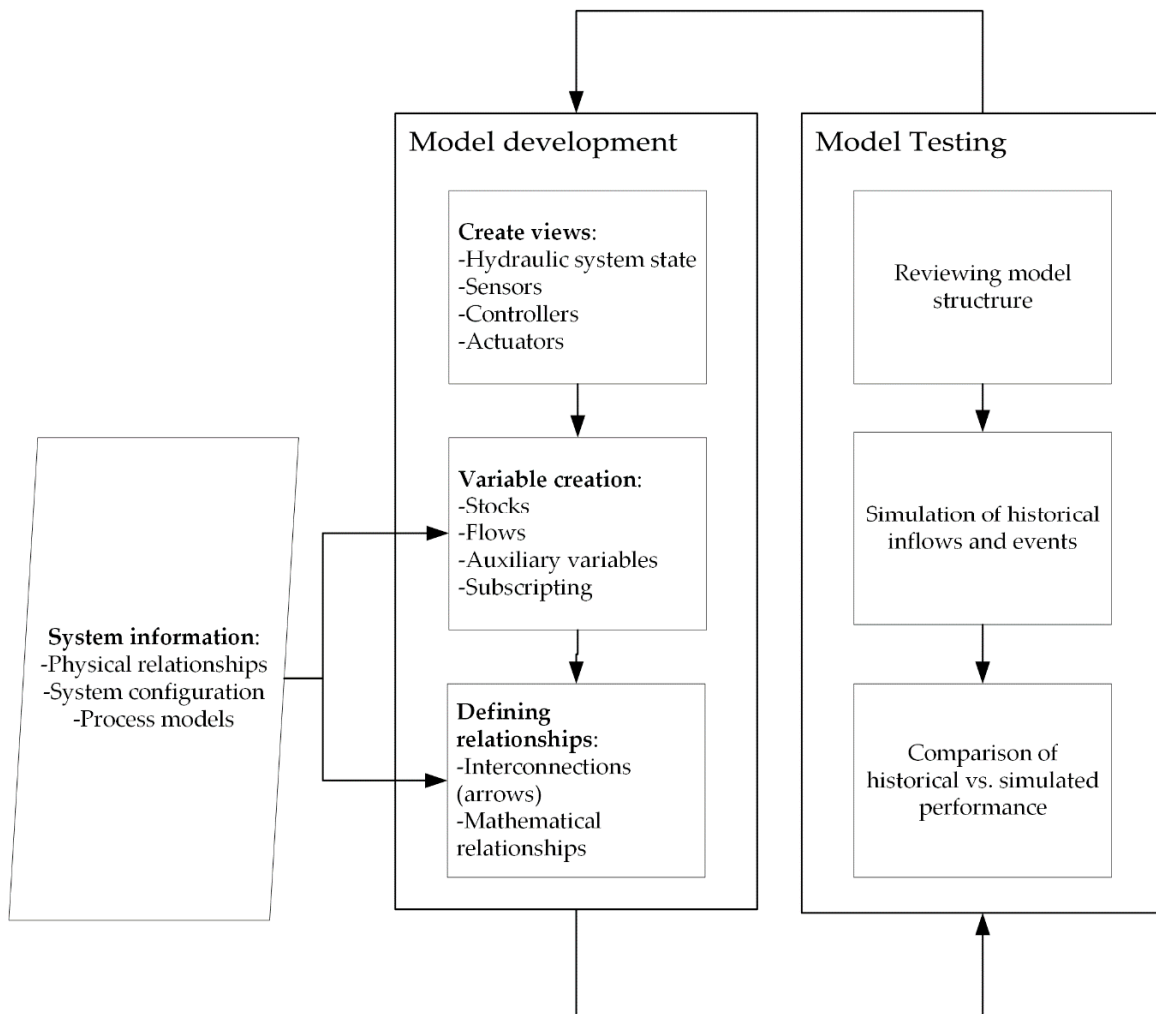 Model development
Create views:
-Hydraulic system state
-Sensors
-Controllers
-Actuators
Variable creation:
-Stocks
-Flows
-Auxiliary variables
-Subscripting
Defining
relationships:
-Interconnections
(arrows)
-Mathematical
relationships
System information:
-Physical relationships
-System configuration
-Process models
Model Testing
Reviewing model
structrure
Simulation of historical
inflows and events
Comparison of
historical vs. simulated
performance